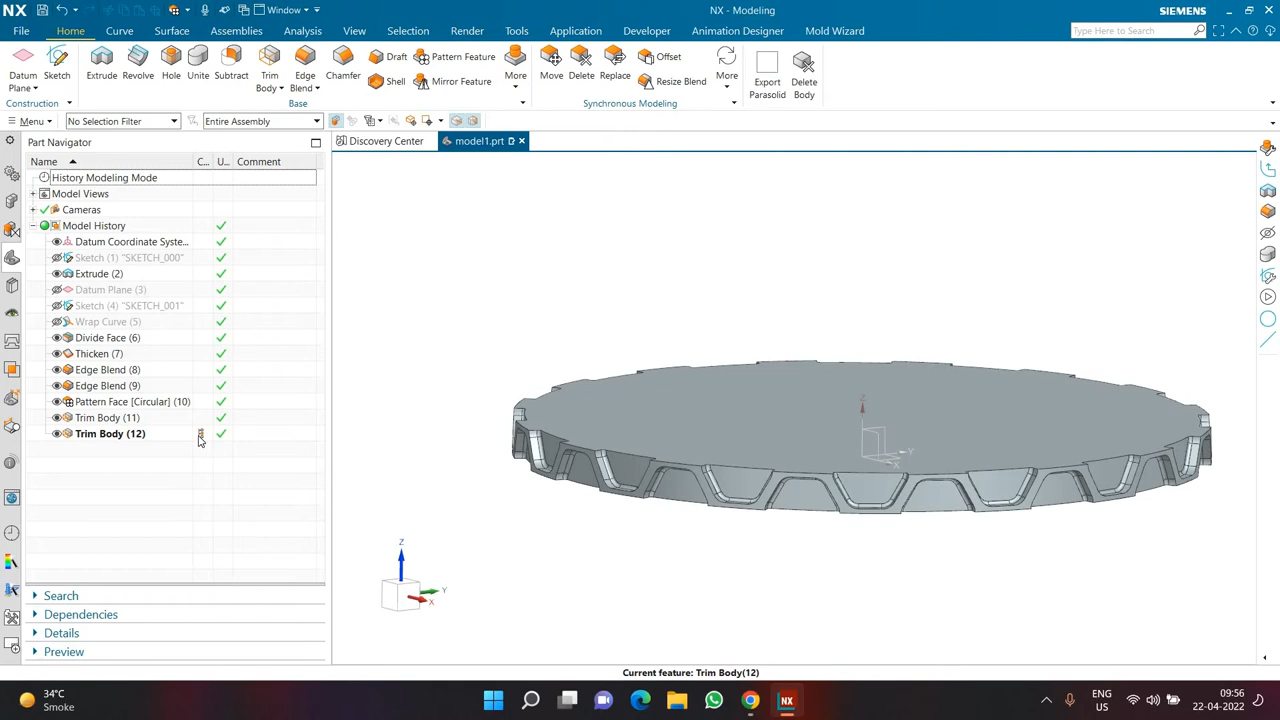 NX
Window
NX - Modeling
SIEMENS
File
Home
Curve
Surface
Assemblies
Analysis
View
Selection
Render
Tools
Application
Developer
Animation Design
Mold Wizard
Type Here to Search
Datum Plane
Sketch
Extrude
Revolve
Hole
Unite
Subtract
Trim Body
Edge Blend
Chamfer
Draft
Shell
Pattern Feature
Mirror Feature
More
Move
Delete
Replace
Offset
Resize Blend
More
Export Parasolid
Delete Body
Construction
Base
Synchronous Modeling
Menu
No Selection Filter
Entire Assembly
Part Navigator
Discovery Center
model1.prt
Name
C...
U...
Comment
History Modeling Mode
Model Views
Cameras
Model History
Datum Coordinate Syste...
Sketch (1) "SKETCH_000"
Extrude (2)
Datum Plane (3)
Sketch (4) "SKETCH_001"
Wrap Curve (5)
Divide Face (6)
Thicken (7)
Edge Blend (8)
Edge Blend (9)
Pattern Face [Circular] (10)
Trim Body (11)
Trim Body (12)
Z
Y
X
Z
Y
X
Search
Dependencies
Details
Preview
Current feature: Trim Body(12)
34°C
Smoke
NX
ENG
US
09:56
22-04-2022